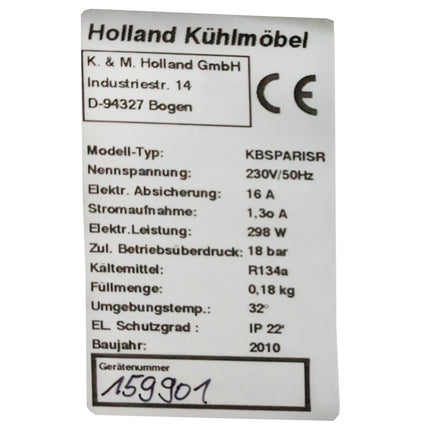 Holland Kühlmöbel
K. & M. Holland GmbH
Industriestr. 14
D-94327 Bogen
CE
Modell-Typ: KBSPARISR
Nennspannung: 230V/50Hz
Elektr. Absicherung: 16 A
Stromaufnahme: 1,3o A
Elektr.Leistung: 298 W
Zul. Betriebsüberdruck: 18 bar
Kältemittel: R134a
Füllmenge: 0,18 kg
Umgebungstemp.: 32°
EL. Schutzgrad : IP 22
Baujahr: 2010
Gerätenummer
159901